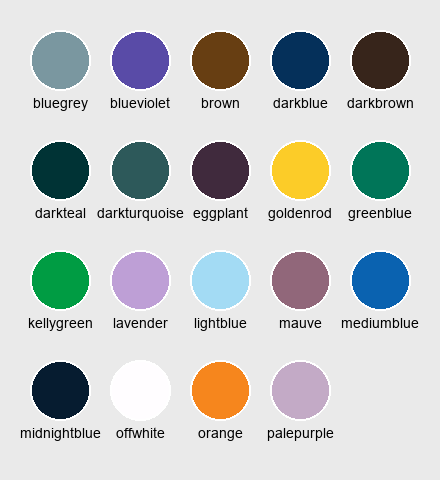 bluegrey blueviolet brown darkblue darkbrown
darkteal darkturquoise eggplant goldenrod greenblue
kellygreen lavender lightblue mauve mediumblue
midnightblue offwhite orange palepurple